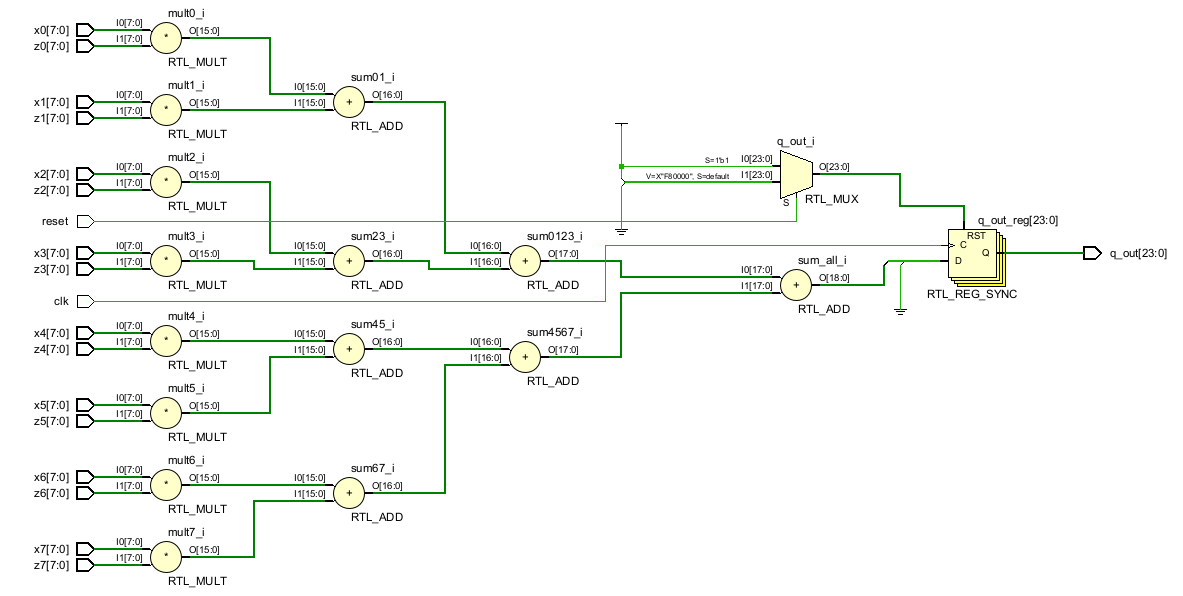 mult0_i
x0[7:0] I0[7:0] * O[15:0]
z0[7:0] I1[7:0]
RTL_MULT
sum01_i
mult1_i
I0[15:0] + O[16:0]
x1[7:0] I0[7:0] * O[15:0] I1[15:0]
z1[7:0] I1[7:0]
RTL_ADD
RTL_MULT
q_out_i
mult2_i
S=1'b1 I0[23:0] O[23:0]
x2[7:0] I0[7:0] * O[15:0]
V=X"F80000", S=default I1[23:0]
z2[7:0] I1[7:0]
S RTL_MUX
RTL_MULT
reset
q_out_reg[23:0]
mult3_i sum23_i sum0123_i
RST
x3[7:0] I0[7:0] * O[15:0] I0[15:0] + O[16:0] I0[16:0] + O[17:0] C Q q_out[23:0]
z3[7:0] I1[7:0] I1[15:0] I1[16:0] sum_all_i D
RTL_MULT RTL_ADD RTL_ADD I0[17:0] + O[18:0]
I1[17:0] RTL_REG_SYNC
clk
RTL_ADD
mult4_i sum45_i sum4567_i
x4[7:0] I0[7:0] * O[15:0] I0[15:0] + O[16:0] I0[16:0] + O[17:0]
z4[7:0] I1[7:0] I1[15:0] I1[16:0]
RTL_MULT RTL_ADD RTL_ADD
mult5_i
x5[7:0] I0[7:0] * O[15:0]
z5[7:0] I1[7:0]
RTL_MULT
mult6_i sum67_i
x6[7:0] I0[7:0] * O[15:0] I0[15:0] + O[16:0]
z6[7:0] I1[7:0] I1[15:0]
RTL_MULT RTL_ADD
mult7_i
x7[7:0] I0[7:0] * O[15:0]
z7[7:0] I1[7:0]
RTL_MULT